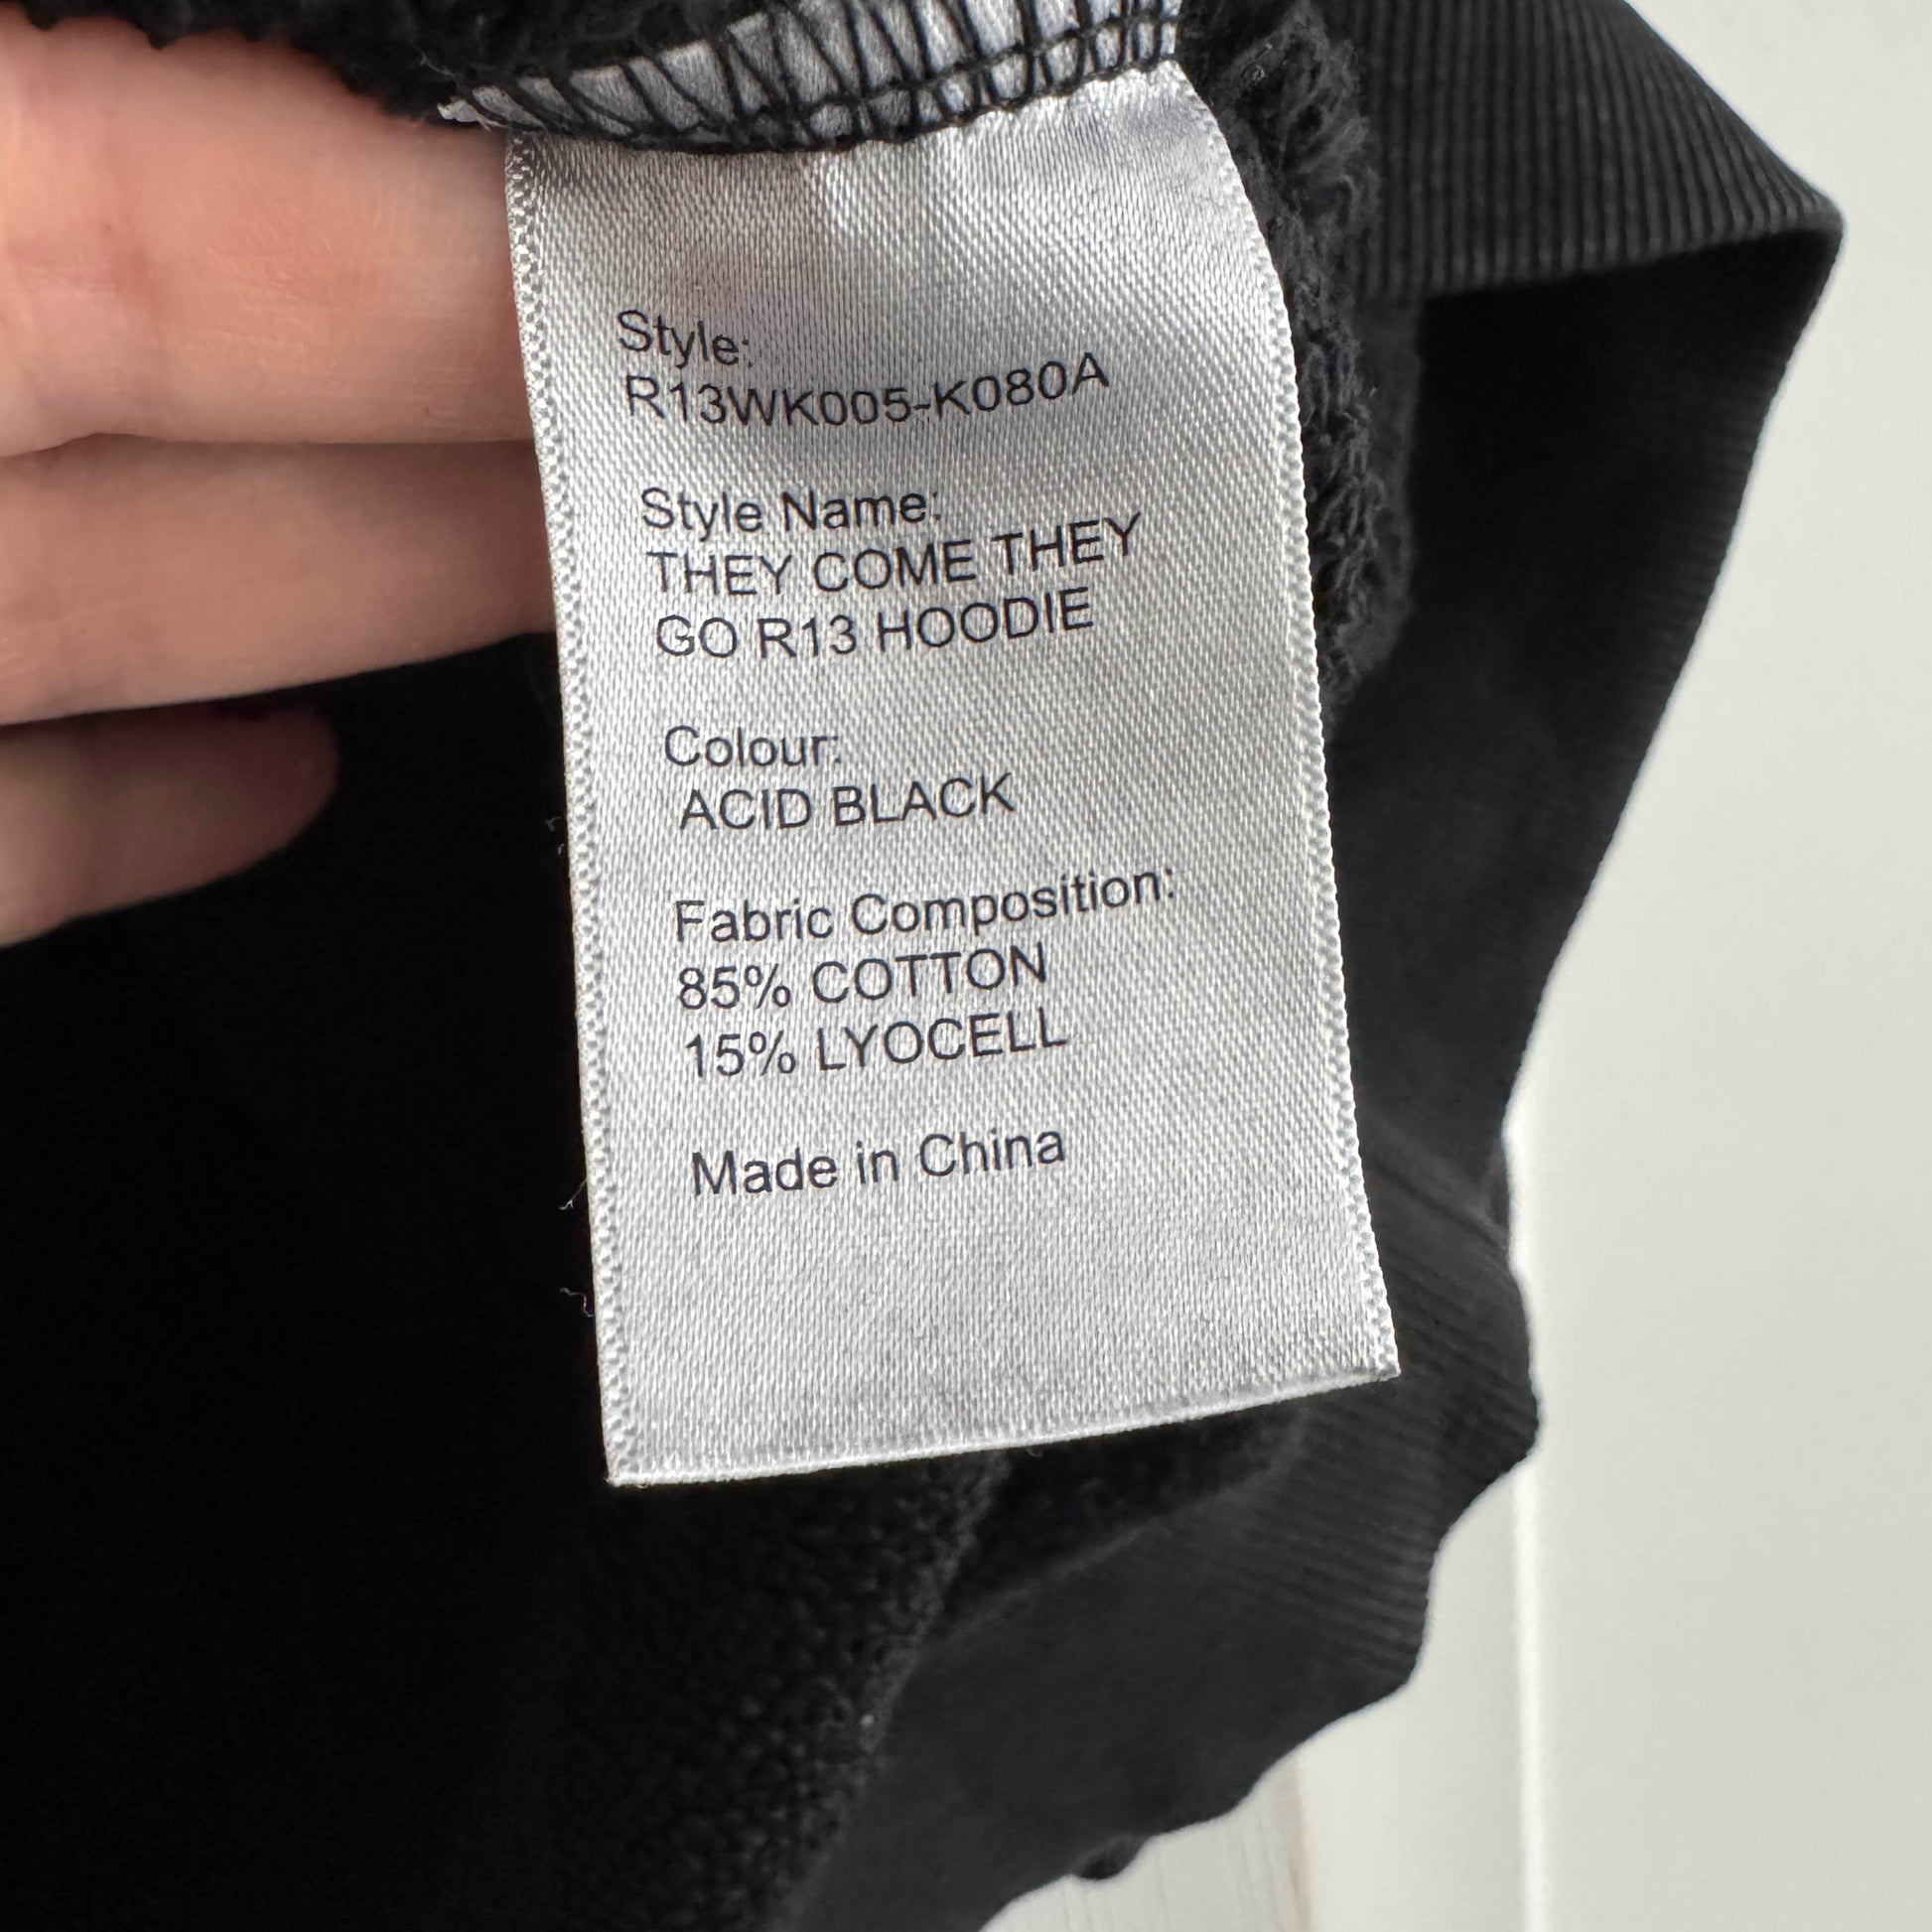 Style:
R13WK005-K080A
Style Name:
THEY COME THEY
GO R13 HOODIE
Colour:
ACID BLACK
Fabric Composition:
85% COTTON
15% LYOCELL
Made in China